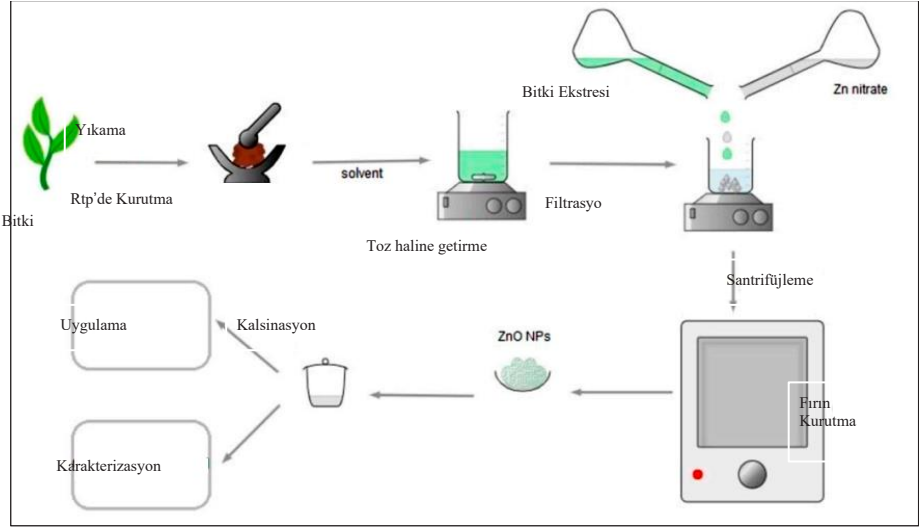 Bitki Ekstresi
Zn nitrate
Yıkama
solvent
Rtp'de Kurutma
Filtrasyo
Bitki
Toz haline getirme
Santrifüjleme
Uygulama
Kalsinasyon
ZnO NPs
Fırın
Kurutma
Karakterizasyon